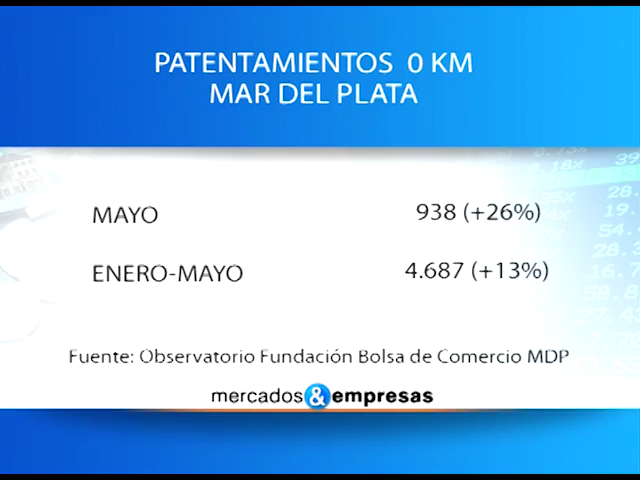 PATENTAMIENTOS 0 KM
MAR DEL PLATA
MAYO 938 (+26%)
ENERO-MAYO 4.687 (+13%)
Fuente: Observatorio Fundación Bolsa de Comercio MDP
mercados&empresas